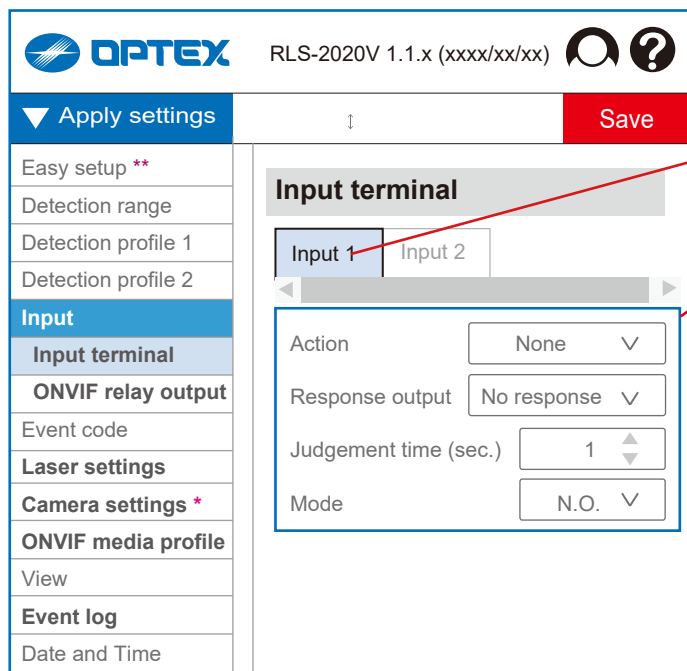 OPTEX RLS-2020V 1.1.x (xxxx/xx/xx) ?
Apply settings Save
Easy setup **
Detection range
Detection profile 1
Detection profile 2
Input
Input terminal
ONVIF relay output
Event code
Laser settings
Camera settings *
ONVIF media profile
View
Event log
Date and Time
Input terminal
Input 1 Input 2
Action None
Response output No response
Judgement time (sec.) 1
Mode N.O.